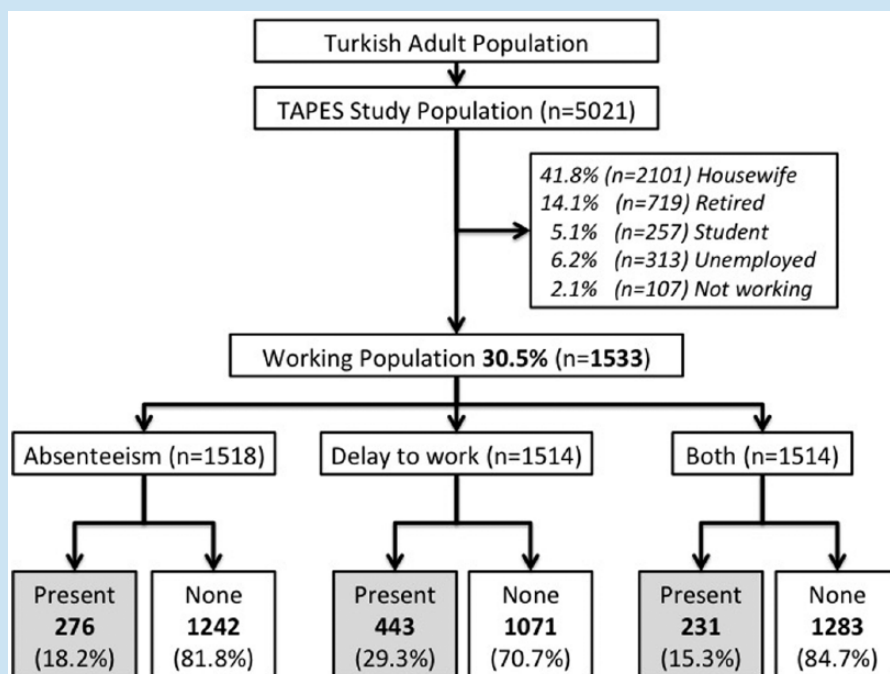 Turkish Adult Population
TAPES Study Population (n=5021)
41.8% (n=2101) Housewife
14.1% (n=719) Retired
5.1% (n=257) Student
6.2% (n=313) Unemployed
2.1% (n=107) Not working
Working Population 30.5% (n=1533)
Absenteeism (n=1518)
Delay to work (n=1514)
Both (n=1514)
Present
276
(18.2%)
None
1242
(81.8%)
Present
443
(29.3%)
None
1071
(70.7%)
Present
231
(15.3%)
None
1283
(84.7%)